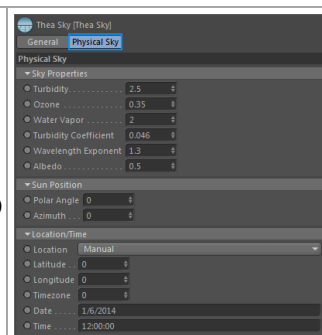 Thea Sky [Thea Sky]
General Physical Sky
Physical Sky
Sky Properties
Turbidity............ 2.5
Ozone............ 0.35
Water Vapor........ 2
Turbidity Coefficient 0.046
Wavelength Exponent 1.3
Albedo............ 0.5
Sun Position
Polar Angle 0
Azimuth... 0
Location/Time
Location Manual
Latitude.. 0
Longitude 0
Timezone 0
Date..... 1/6/2014
Time..... 12:00:00